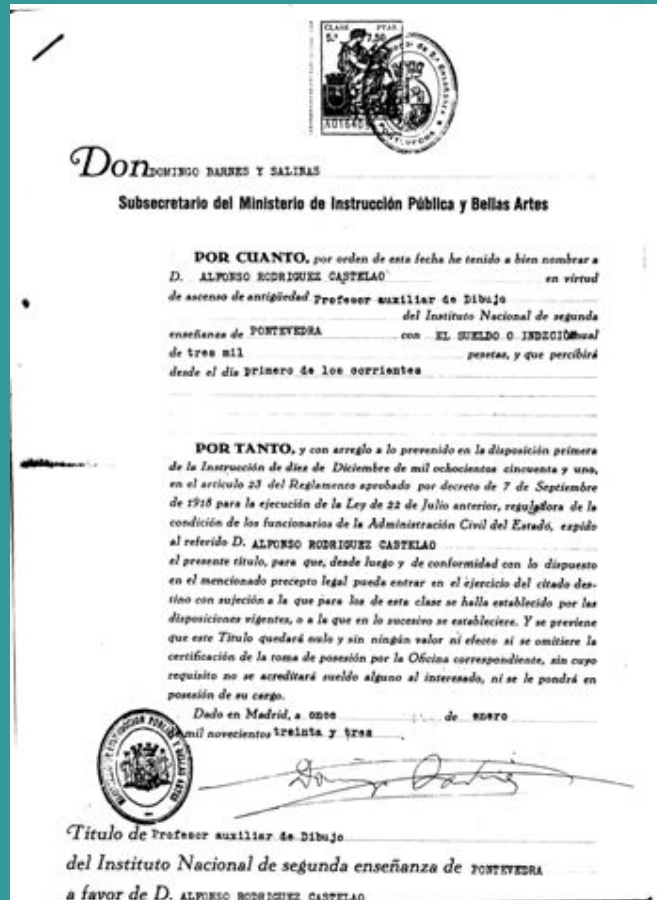 CLASE PTAS.
5.ª 7,50
Don DOMINGO BARNES Y SALINAS
Subsecretario del Ministerio de Instrucción Pública y Bellas Artes
POR CUANTO, por orden de esta fecha he tenido a bien nombrar a
D. ALFONSO RODRIGUEZ CASTELAO en virtud
de ascenso de antigüedad Profesor auxiliar de Dibujo
del Instituto Nacional de segunda
enseñanza de PONTEVEDRA con EL SUELDO O INDZCIÓN anual
de tres mil pesetas, y que percibirá
desde el día primero de los corrientes
POR TANTO, y con arreglo a lo prevenido en la disposición primera
de la Instrucción de diez de Diciembre de mil ochocientos cincuenta y uno,
en el artículo 23 del Reglamento aprobado por decreto de 7 de Septiembre
de 1918 para la ejecución de la Ley de 22 de Julio anterior, reguladora de la
condición de los funcionarios de la Administración Civil del Estado, expido
al referido D. ALFONSO RODRIGUEZ CASTELAO
el presente título, para que, desde luego y de conformidad con lo dispuesto
en el mencionado precepto legal pueda entrar en el ejercicio del citado des-
tino con sujeción a la que para los de esta clase se halla establecido por las
disposiciones vigentes, o a la que en lo sucesivo se estableciere. Y se previene
que este Título quedará nulo y sin ningún valor ni efecto si se omitiere la
certificación de la toma de posesión por la Oficina correspondiente, sin cuyo
requisito no se acreditará sueldo alguno al interesado, ni se le pondrá en
posesión de su cargo.
Dado en Madrid, a once de enero
mil novecientos treinta y tres
Título de Profesor auxiliar de Dibujo
del Instituto Nacional de segunda enseñanza de PONTEVEDRA
a favor de D. ALFONSO RODRIGUEZ CASTELAO